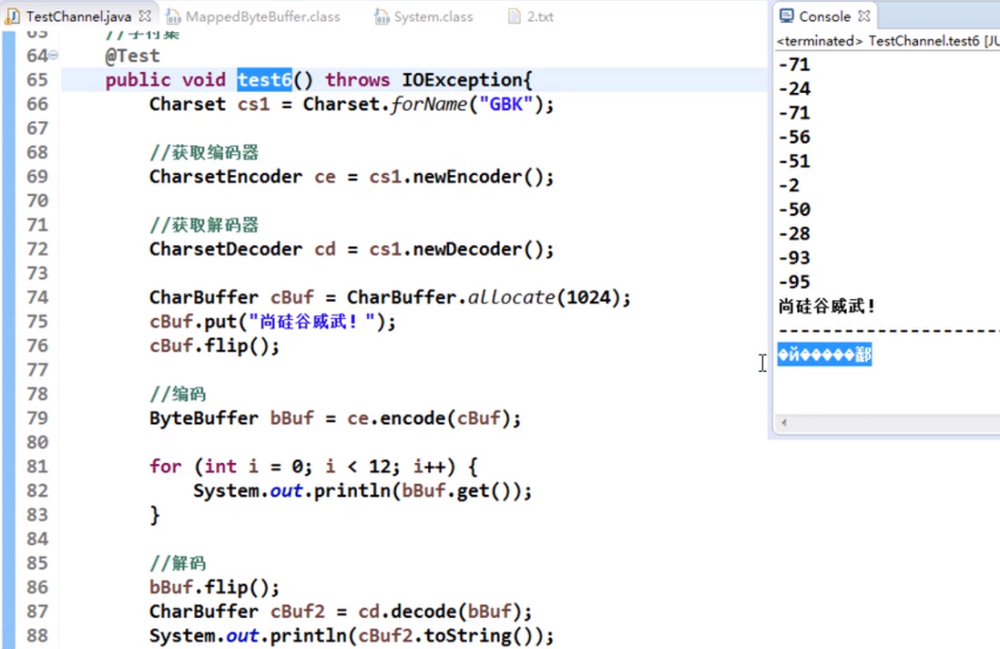 TestChannel.java MappedByteBuffer.class System.class 2.txt
63 //字符集
64 @Test
65 public void test6() throws IOException{
66 Charset cs1 = Charset.forName("GBK");
67
68 //获取编码器
69 CharsetEncoder ce = cs1.newEncoder();
70
71 //获取解码器
72 CharsetDecoder cd = cs1.newDecoder();
73
74 CharBuffer cBuf = CharBuffer.allocate(1024);
75 cBuf.put("尚硅谷威武！");
76 cBuf.flip();
77
78 //编码
79 ByteBuffer bBuf = ce.encode(cBuf);
80
81 for (int i = 0; i < 12; i++) {
82 System.out.println(bBuf.get());
83 }
84
85 //解码
86 bBuf.flip();
87 CharBuffer cBuf2 = cd.decode(bBuf);
88 System.out.println(cBuf2.toString());
Console
<terminated> TestChannel.test6 [JU
-71
-24
-71
-56
-51
-2
-50
-28
-93
-95
尚硅谷威武！
----------------------
�й�����